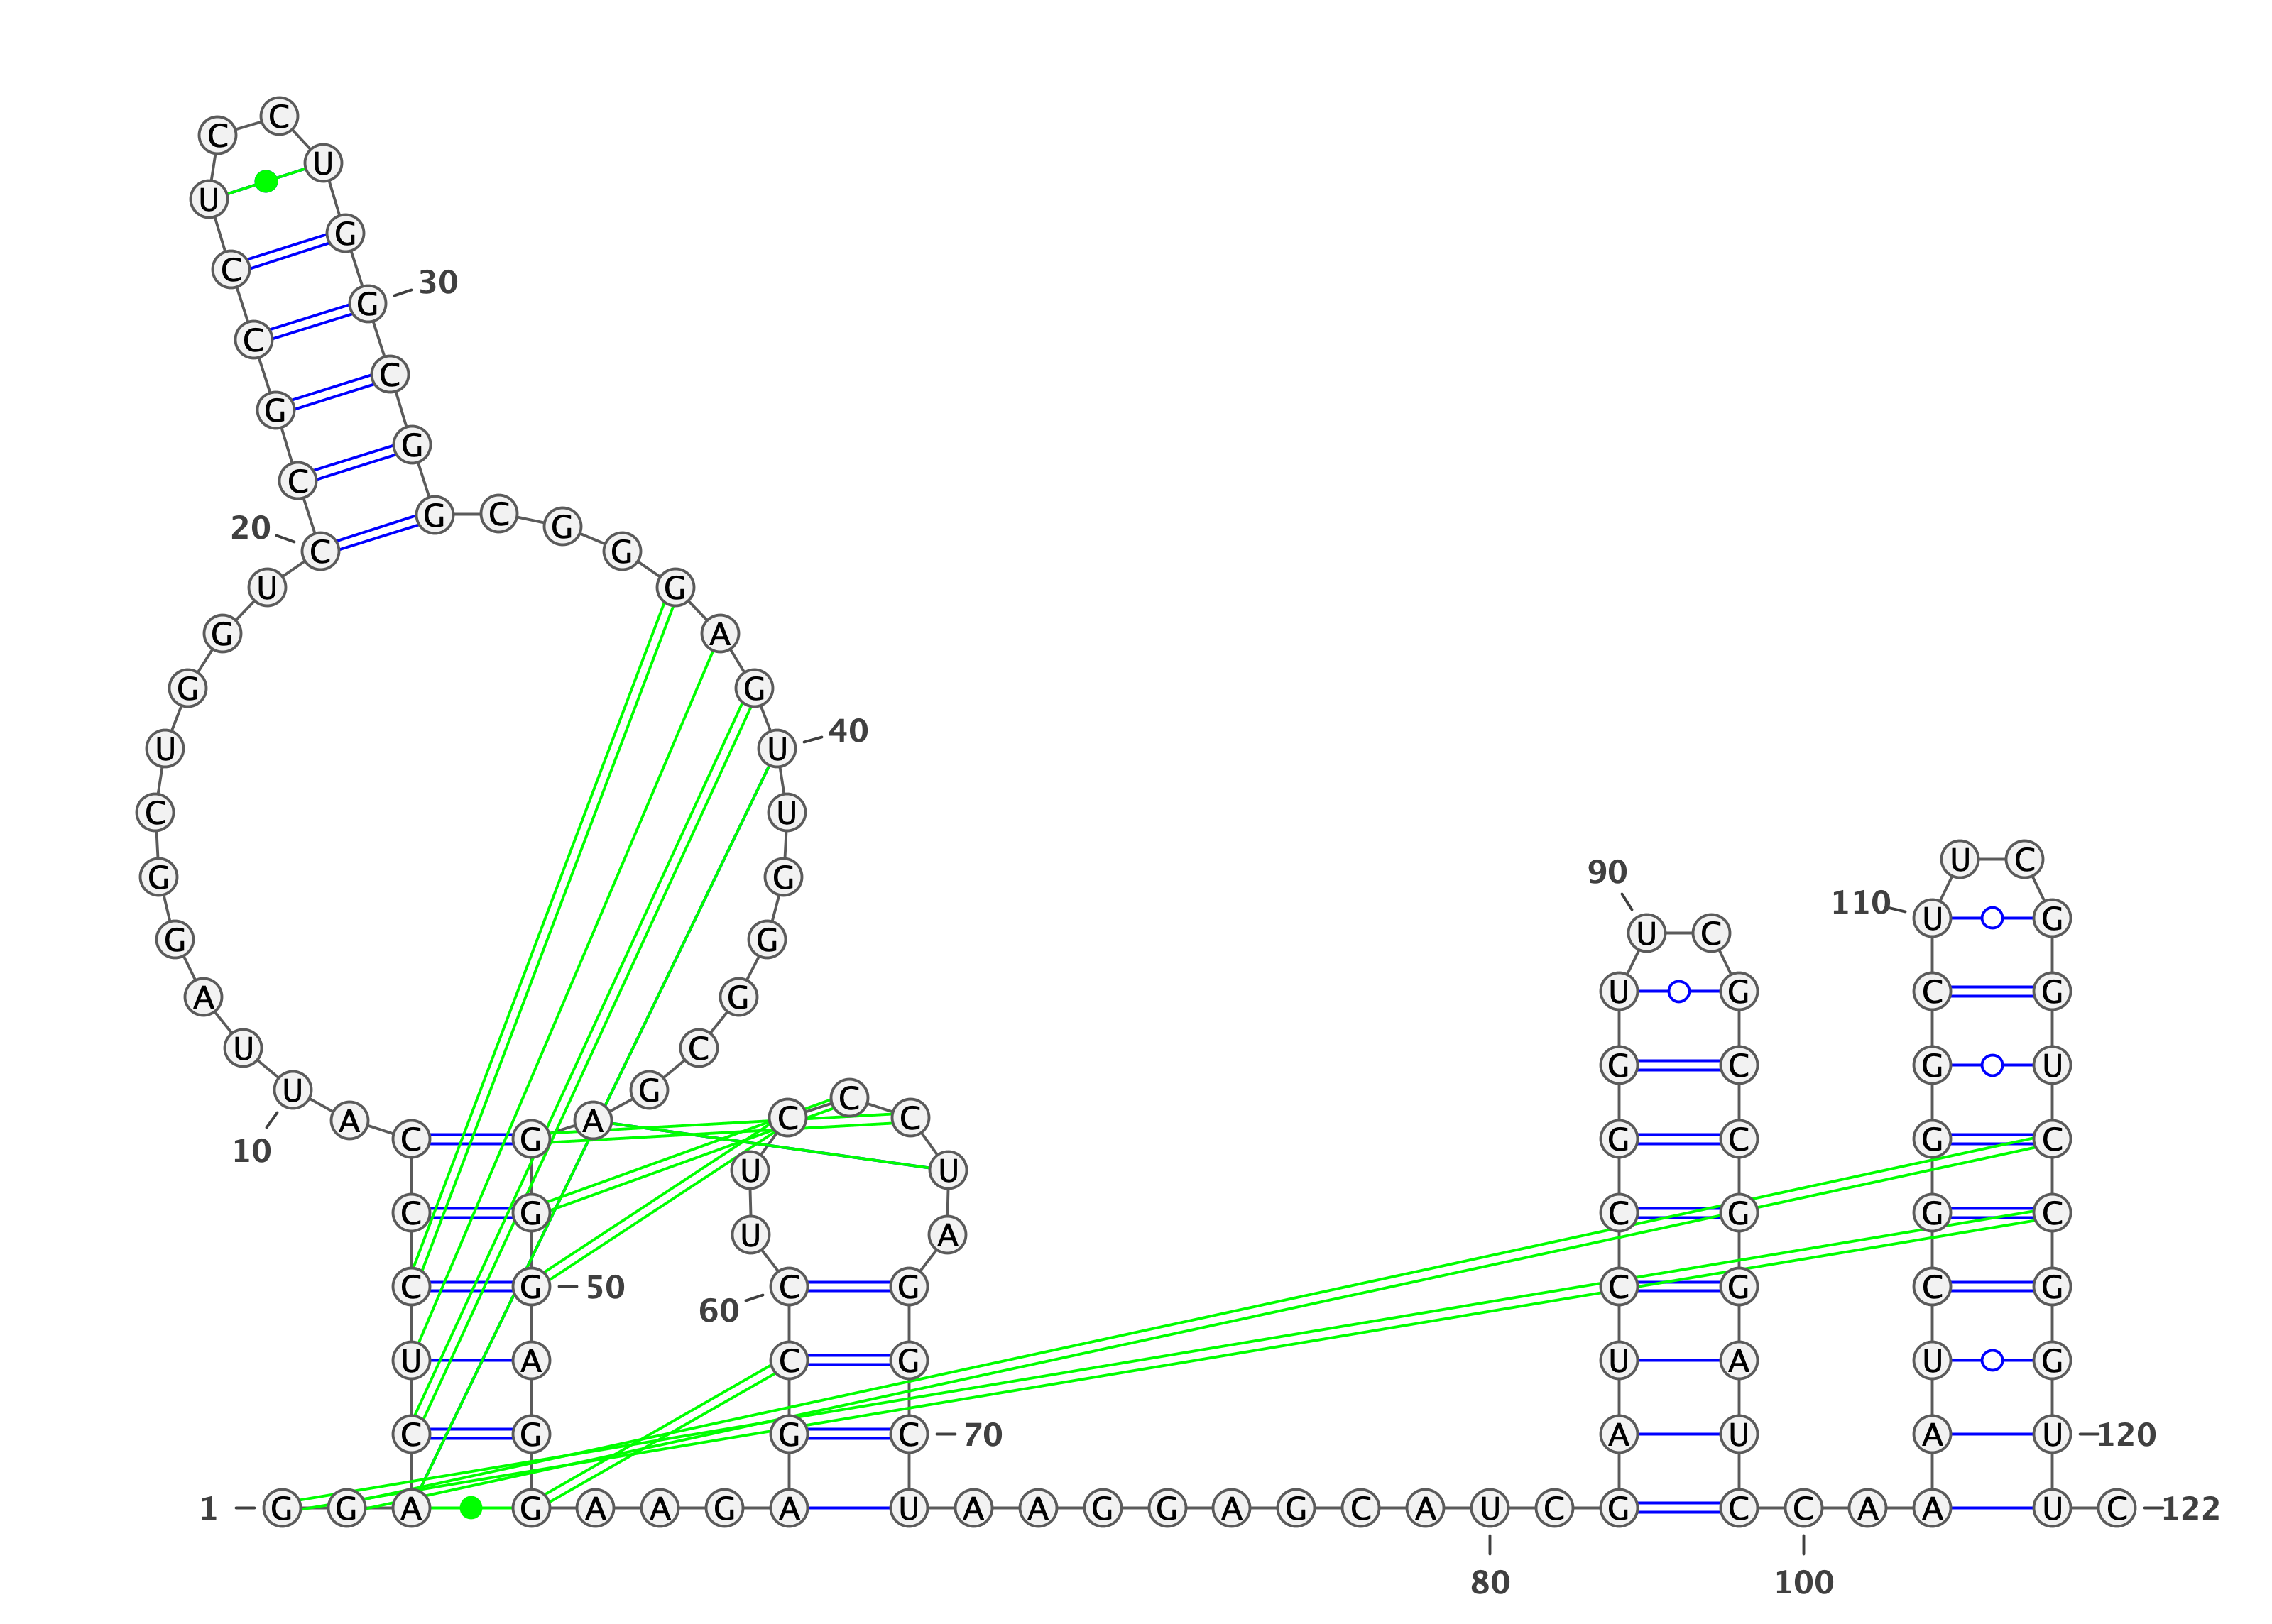 C
C U
U
G
C
G 30
C
C
G
G
C
G C G
20 C G
U G
G A
G G
U U 40
C U
U C
G G 90
110 U G
G G U C
A G U G C G
U C
G C G U
U G C
A A C C
C G G C G C
10
U U
C G C G G C
U A
C G 50 C G C G C G
60
U A C G U A U G
C G G C 70 A U A U 120
1 G G A G A A G A U A A G G A G C A U C G C C A A A U C 122
80 100